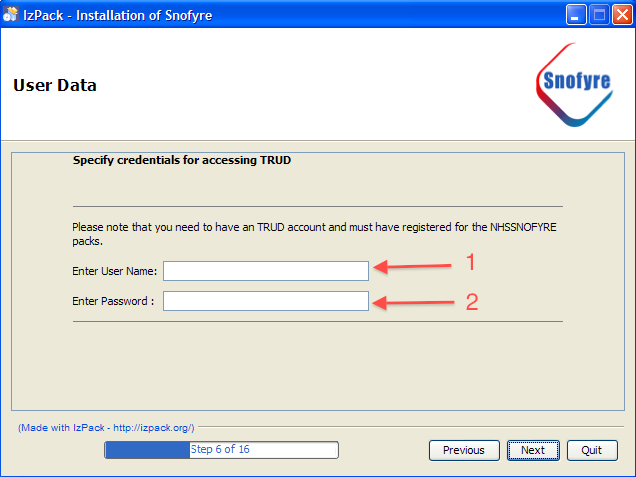 IzPack - Installation of Snofyre
User Data
Snofyre
Specify credentials for accessing TRUD
Please note that you need to have an TRUD account and must have registered for the NHSSNOFYRE
packs.
Enter User Name:
1
Enter Password :
2
(Made with IzPack - http://izpack.org/)
Step 6 of 16
Previous
Next
Quit